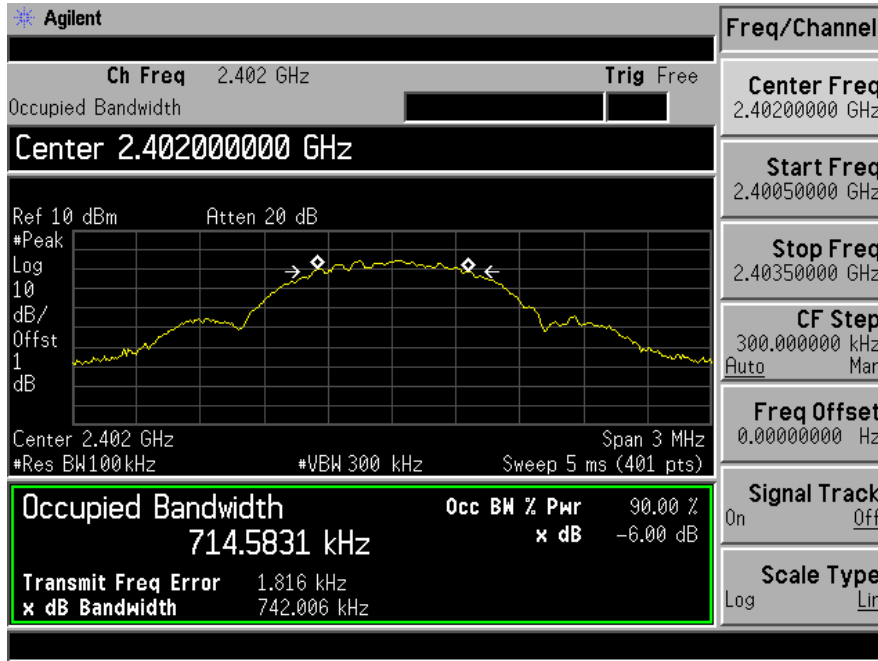 Agilent
Ch Freq 2.402 GHz Trig Free
Occupied Bandwidth
Center 2.402000000 GHz
Ref 10 dBm Atten 20 dB
#Peak
Log
10
dB/
Offst
1
dB
Center 2.402 GHz Span 3 MHz
#Res BW100kHz #VBW 300 kHz Sweep 5 ms (401 pts)
Occupied Bandwidth Occ BW % Pwr 90.00 %
714.5831 kHz x dB -6.00 dB
Transmit Freq Error 1.816 kHz
x dB Bandwidth 742.006 kHz
Freq/Channel
Center Freq
2.40200000 GHz
Start Freq
2.40050000 GHz
Stop Freq
2.40350000 GHz
CF Step
300.000000 kHz
Auto Man
Freq Offset
0.00000000 Hz
Signal Track
On Off
Scale Type
Log Lin